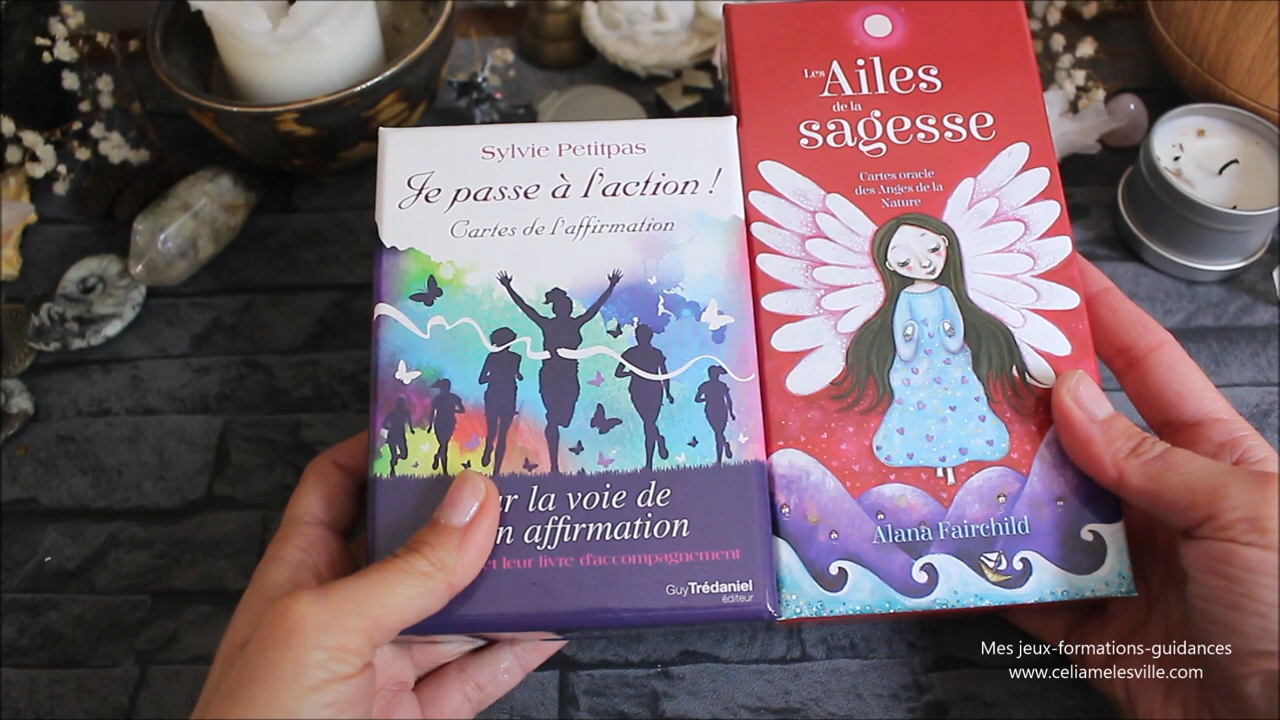 Sylvie Petitpas
Je passe à l'action !
Cartes de l'affirmation
la voie de
affirmation
et leur livre d'accompagnement
GuyTrédaniel
éditeur
Les Ailes
de la
sagesse
Cartes oracle
des Anges de la
Nature
Alana Fairchild
Mes jeux-formations-guidances
www.celiamelesville.com